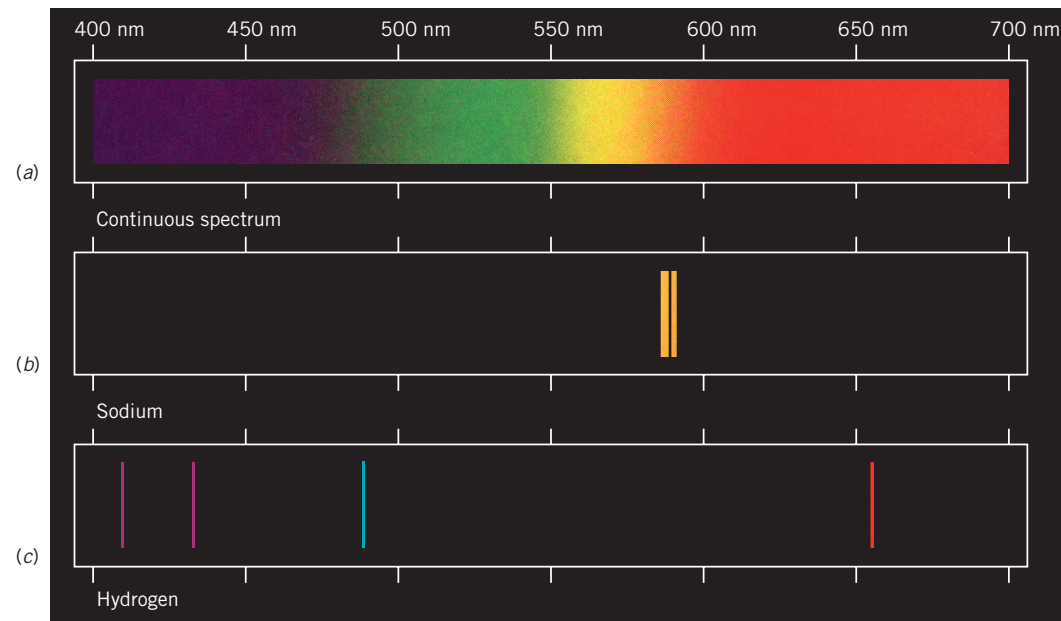 400 nm 450 nm 500 nm 550 nm 600 nm 650 nm 700 nm
(a)
Continuous spectrum
(b)
Sodium
(c)
Hydrogen